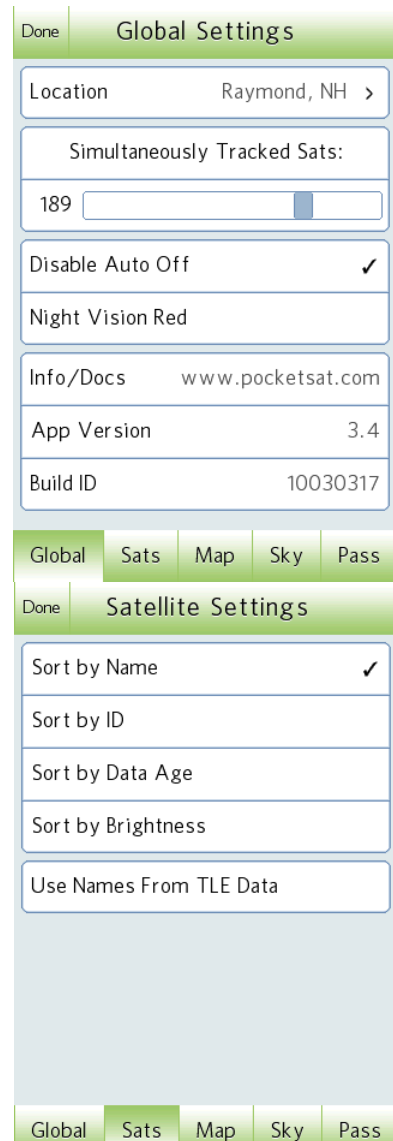 Done Global Settings
Location Raymond, NH >
Simultaneously Tracked Sats:
189
Disable Auto Off ✓
Night Vision Red
Info/Docs www.pocketsat.com
App Version 3.4
Build ID 10030317
Global Sats Map Sky Pass
Done Satellite Settings
Sort by Name ✓
Sort by ID
Sort by Data Age
Sort by Brightness
Use Names From TLE Data
Global Sats Map Sky Pass